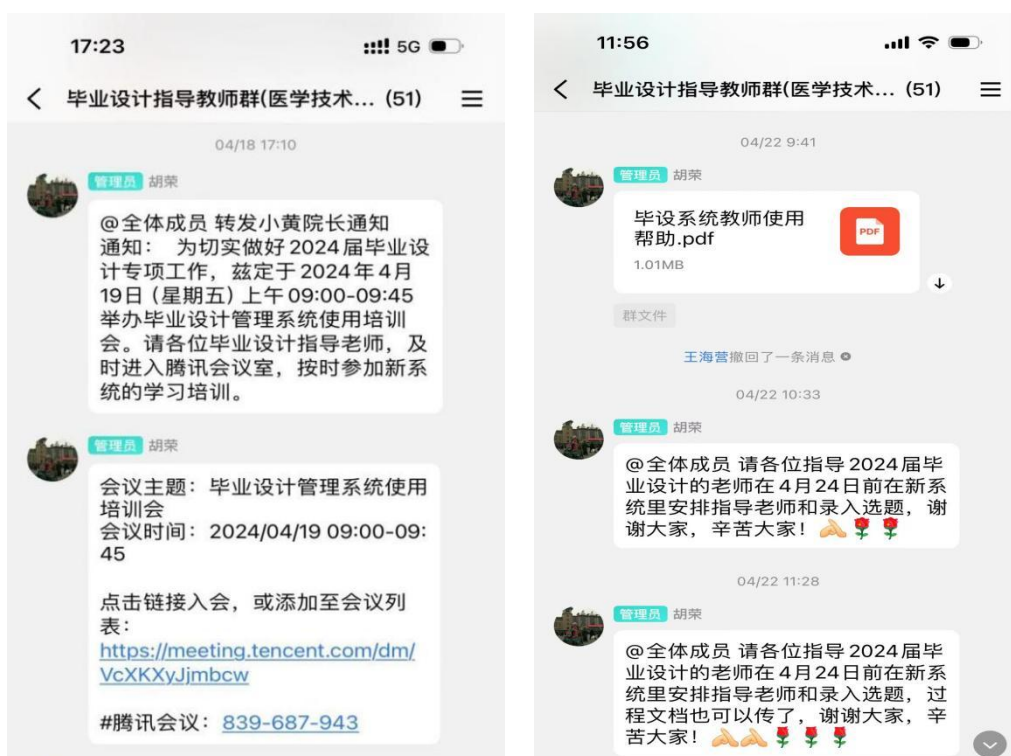 17:23
5G
毕业设计指导教师群(医学技术... (51)
04/18 17:10
管理员 胡荣
@全体成员 转发小黄院长通知
通知： 为切实做好2024届毕业设
计专项工作，兹定于2024年4月
19日（星期五）上午09:00-09:45
举办毕业设计管理系统使用培训
会。请各位毕业设计指导老师，及
时进入腾讯会议室，按时参加新系
统的学习培训。
管理员 胡荣
会议主题：毕业设计管理系统使用
培训会
会议时间：2024/04/19 09:00-09:
45
点击链接入会，或添加至会议列
表：
https://meeting.tencent.com/dm/
VcXKXyJjmbcw
#腾讯会议：839-687-943
11:56
毕业设计指导教师群(医学技术... (51)
04/22 9:41
管理员 胡荣
毕设系统教师使用
帮助.pdf
PDF
1.01MB
群文件
王海营撤回了一条消息
04/22 10:33
管理员 胡荣
@全体成员 请各位指导2024届毕
业设计的老师在4月24日前在新系
统里安排指导老师和录入选题，谢
谢大家，辛苦大家！
04/22 11:28
管理员 胡荣
@全体成员 请各位指导2024届毕
业设计的老师在4月24日前在新系
统里安排指导老师和录入选题，过
程文档也可以传了，谢谢大家，辛
苦大家！